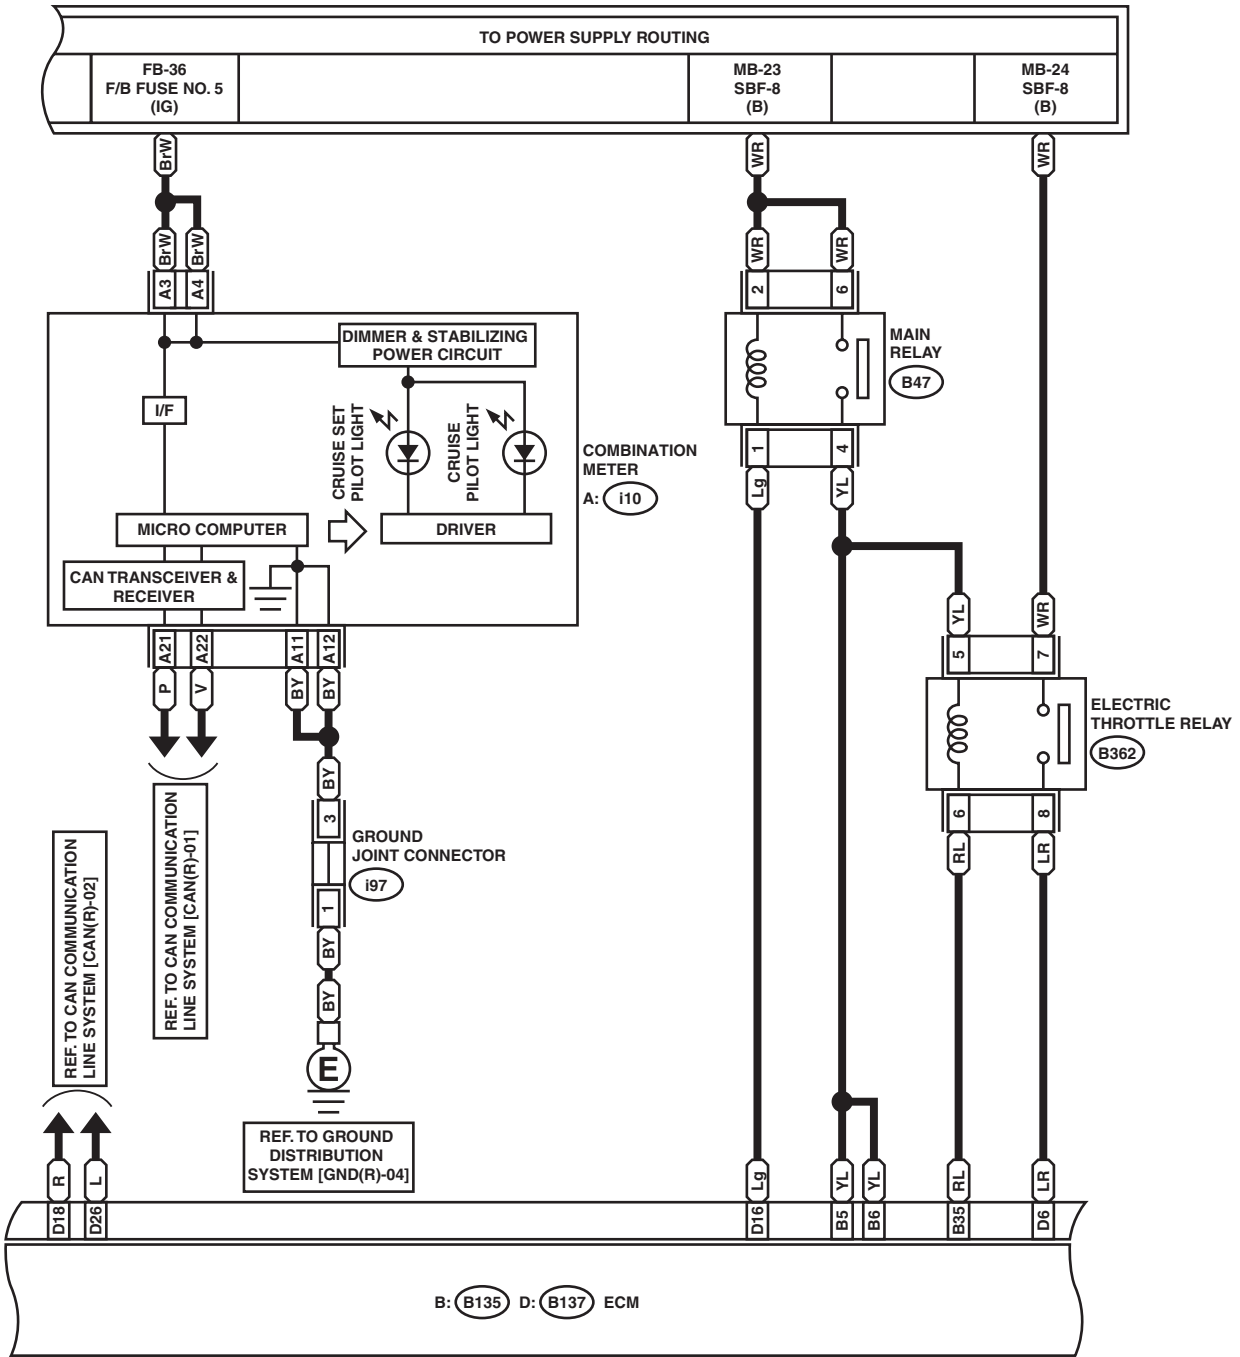 TO POWER SUPPLY ROUTING
FB-36
F/B FUSE NO. 5
(IG)
MB-23
SBF-8
(B)
MB-24
SBF-8
(B)
BrW
WR
WR
BrW
BrW
WR
WR
A3
A4
2
6
DIMMER & STABILIZING
POWER CIRCUIT
MAIN
RELAY
B47
I/F
CRUISE SET
PILOT LIGHT
CRUISE
PILOT LIGHT
COMBINATION
METER
A: i10
1
4
Lg
YL
MICRO COMPUTER
DRIVER
CAN TRANSCEIVER &
RECEIVER
YL
WR
A21
A22
A11
A12
5
7
P
V
BY
BY
ELECTRIC
THROTTLE RELAY
B362
BY
3
6
8
GROUND
JOINT CONNECTOR
i97
RL
LR
1
REF. TO CAN COMMUNICATION
LINE SYSTEM [CAN(R)-02]
REF. TO CAN COMMUNICATION
LINE SYSTEM [CAN(R)-01]
BY
BY
E
REF. TO GROUND
DISTRIBUTION
SYSTEM [GND(R)-04]
R
L
Lg
YL
YL
RL
LR
D18
D26
D16
B5
B6
B35
D6
B: B135 D: B137 ECM